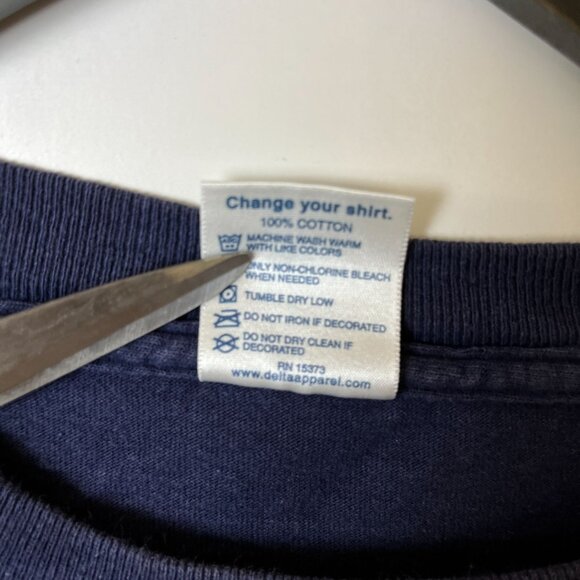 Change your shirt.
100% COTTON
MACHINE WASH WARM
WITH LIKE COLORS
ONLY NON-CHLORINE BLEACH
WHEN NEEDED
TUMBLE DRY LOW
DO NOT IRON IF DECORATED
DO NOT DRY CLEAN IF
DECORATED
RN 15373
www.deltaapparel.com